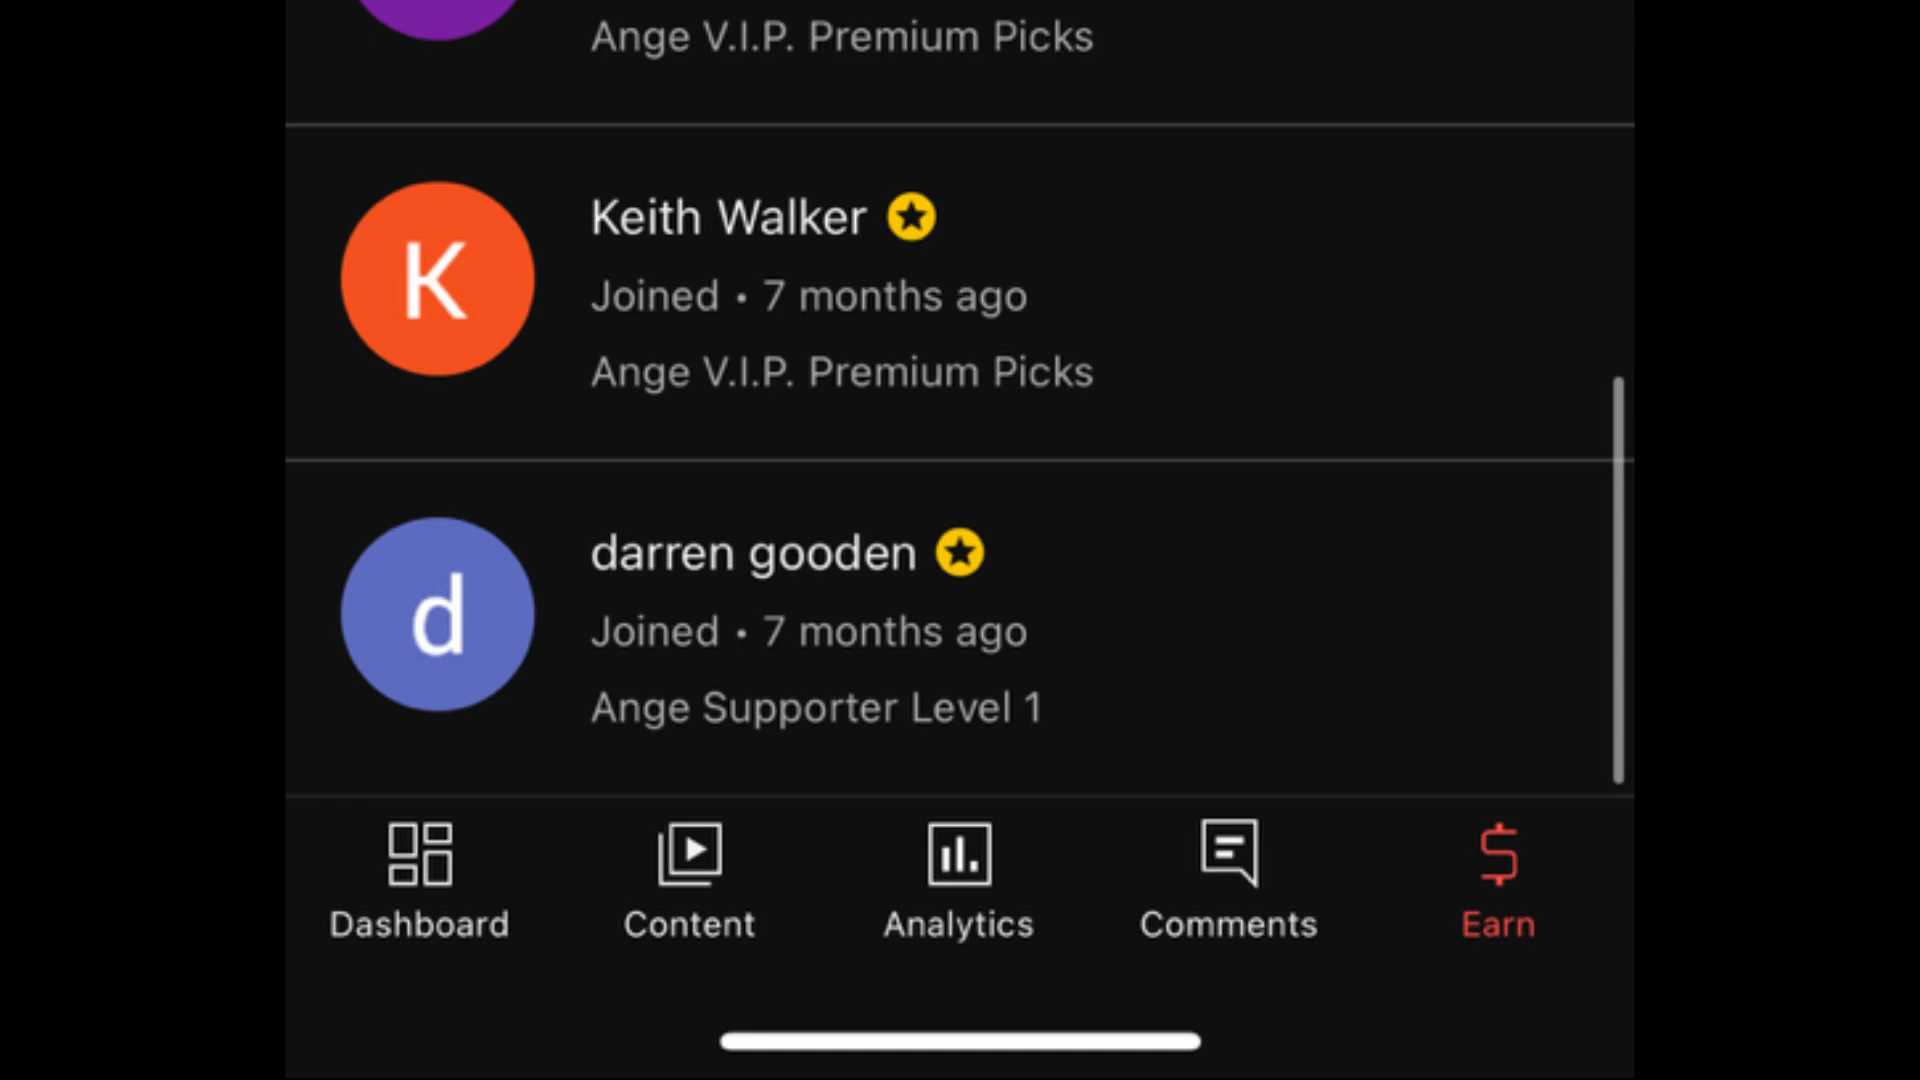 Ange V.I.P. Premium Picks
K
Keith Walker
Joined • 7 months ago
Ange V.I.P. Premium Picks
d
darren gooden
Joined • 7 months ago
Ange Supporter Level 1
Dashboard
Content
Analytics
Comments
Earn